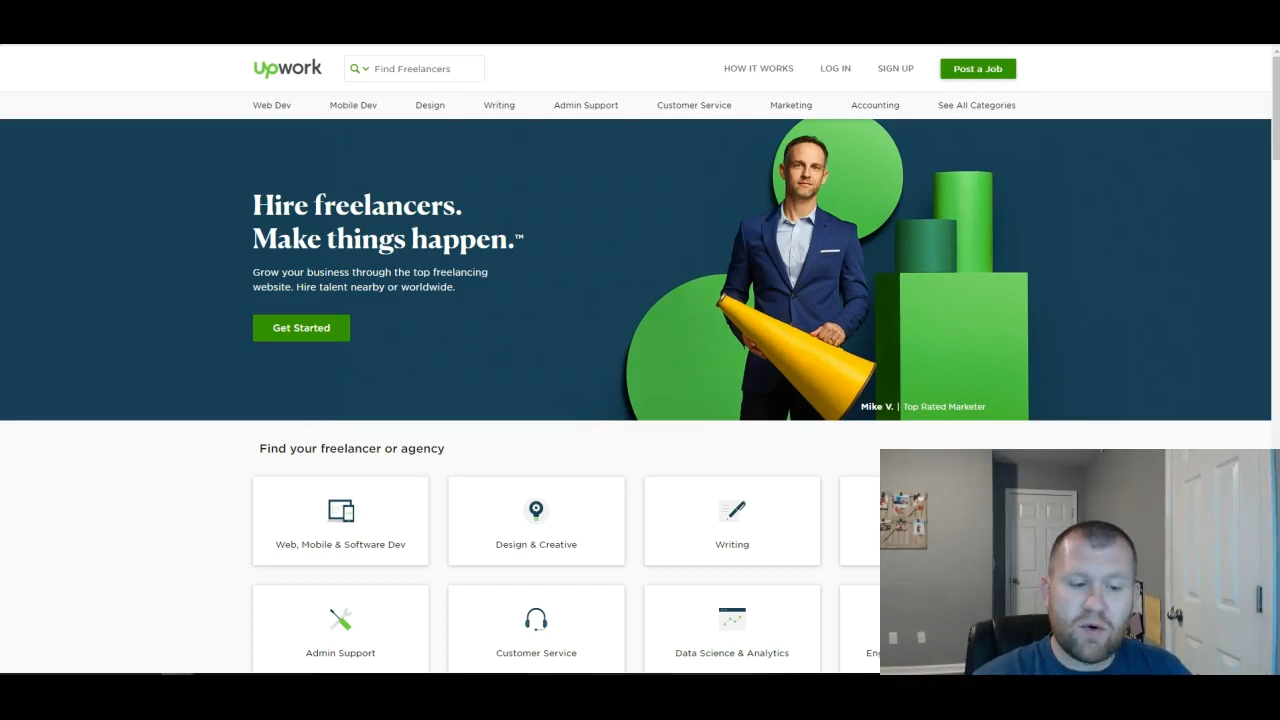 upwork
Find Freelancers
HOW IT WORKS
LOG IN
SIGN UP
Post a Job
Web Dev
Mobile Dev
Design
Writing
Admin Support
Customer Service
Marketing
Accounting
See All Categories
Hire freelancers.
Make things happen.™
Grow your business through the top freelancing
website. Hire talent nearby or worldwide.
Get Started
Mike V. | Top Rated Marketer
Find your freelancer or agency
Web, Mobile & Software Dev
Design & Creative
Writing
Admin Support
Customer Service
Data Science & Analytics